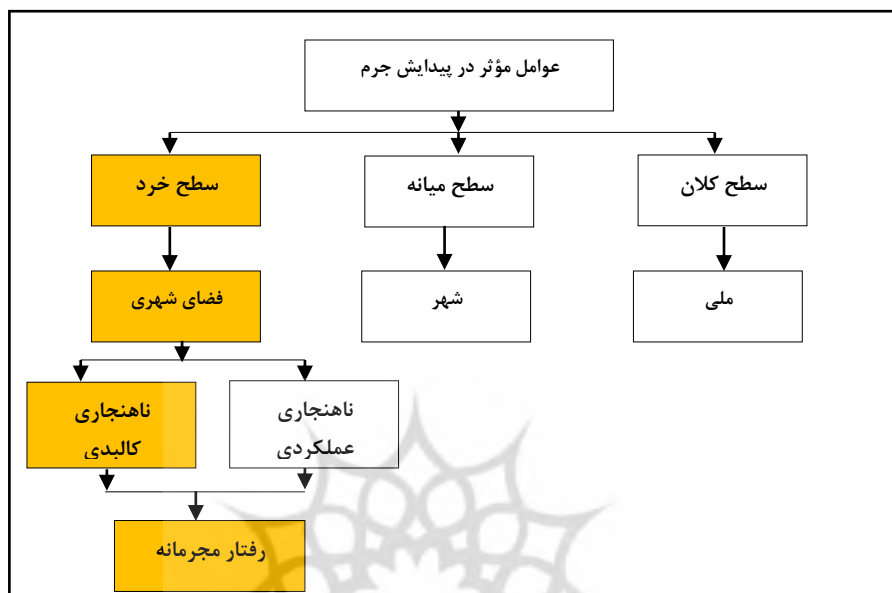 عوامل مؤثر در پیدایش جرم
سطح کلان
سطح میانه
سطح خرد
ملی
شهر
فضای شهری
ناهنجاری
عملکردی
ناهنجاری
کالبدی
رفتار مجرمانه